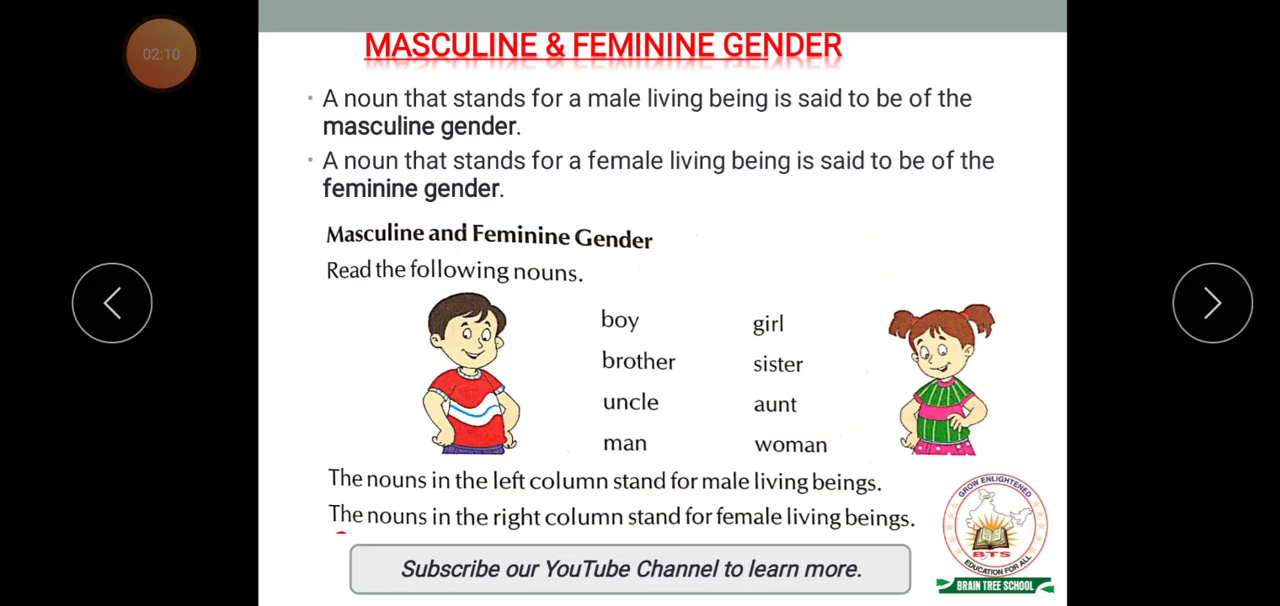 02:10
MASCULINE & FEMININE GENDER
• A noun that stands for a male living being is said to be of the
masculine gender.
• A noun that stands for a female living being is said to be of the
feminine gender.
Masculine and Feminine Gender
Read the following nouns.
boy girl
brother sister
uncle aunt
man woman
The nouns in the left column stand for male living beings.
The nouns in the right column stand for female living beings.
GROW ENLIGHTENED
BTS
EDUCATION FOR ALL
BRAIN TREE SCHOOL
Subscribe our YouTube Channel to learn more.